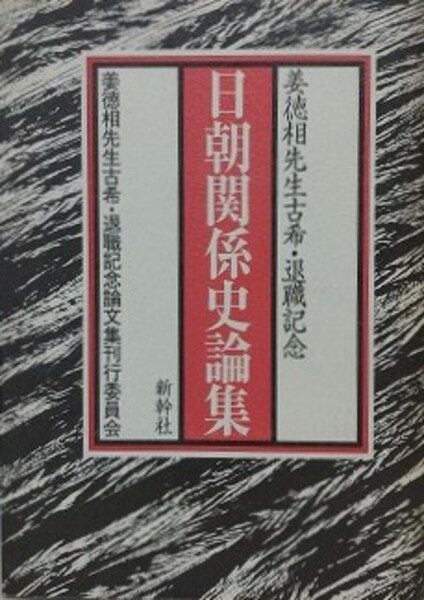 姜徳相先生古希・退職記念
日朝関係史論集
新幹社
姜徳相先生古希・退職記念論文集刊行委員会